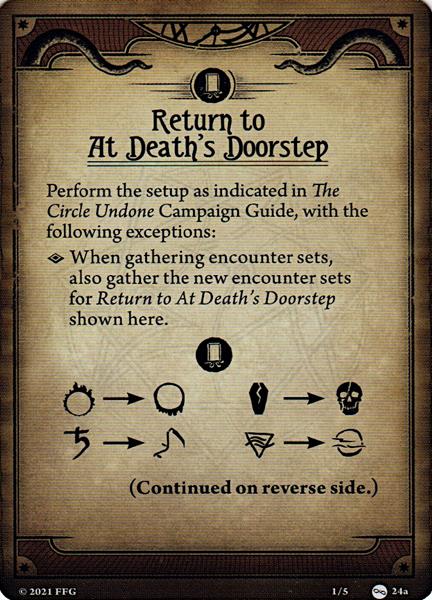 Return to
At Death's Doorstep
Perform the setup as indicated in The
Circle Undone Campaign Guide, with the
following exceptions:
When gathering encounter sets,
also gather the new encounter sets
for Return to At Death's Doorstep
shown here.
(Continued on reverse side.)
© 2021 FFG
1/5
24a